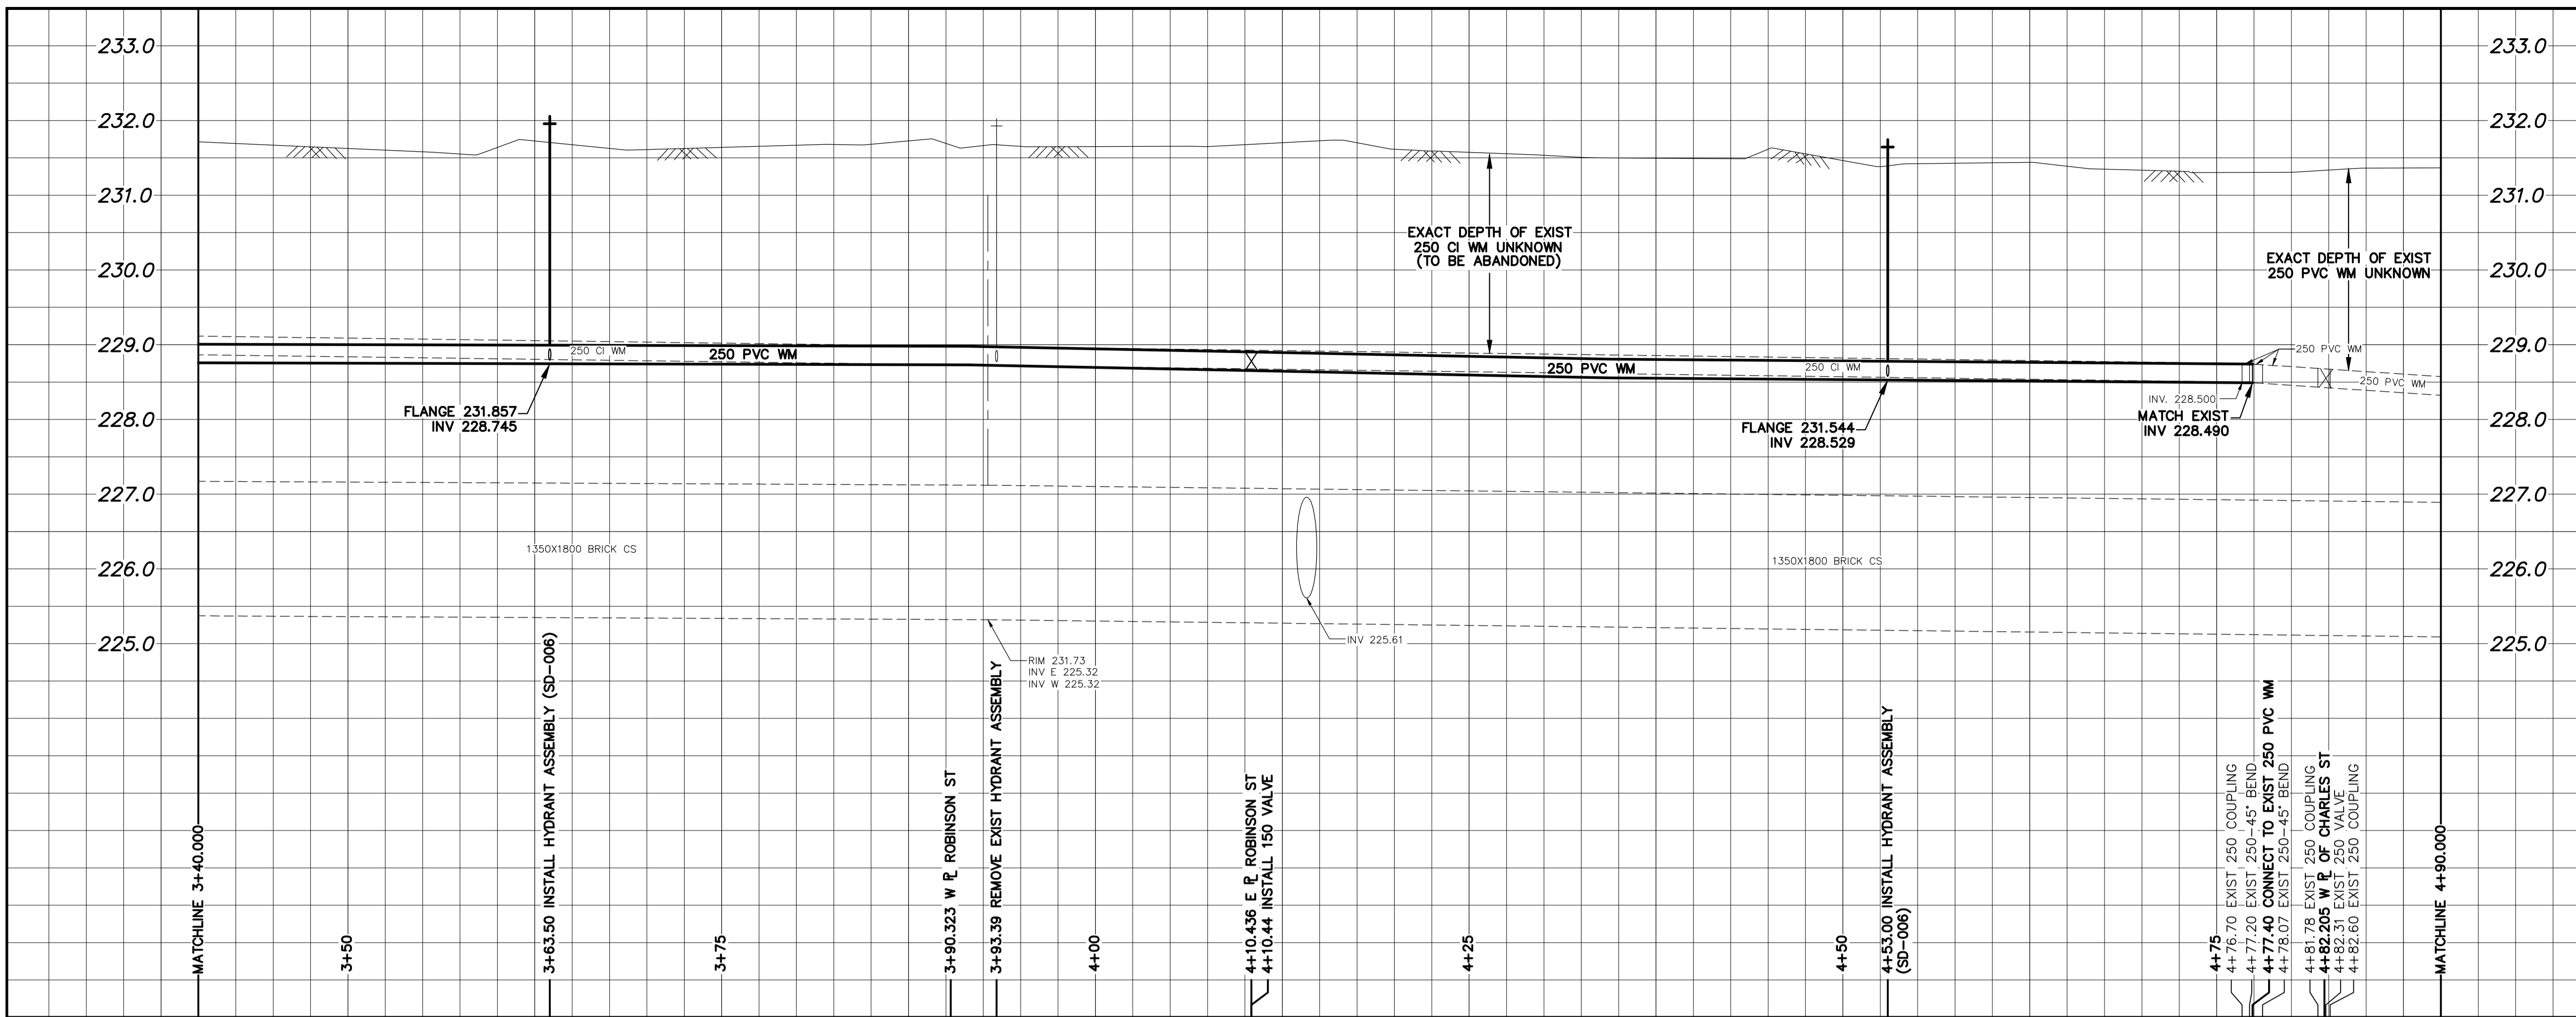 233.0
233.0
232.0
232.0
231.0
231.0
EXACT DEPTH OF EXIST
250 CI WM UNKNOWN
(TO BE ABANDONED)
EXACT DEPTH OF EXIST
250 PVC WM UNKNOWN
230.0
230.0
229.0
229.0
250 CI WM
250 PVC WM
250 PVC WM
250 CI WM
250 PVC WM
250 PVC WM
INV. 228.500
MATCH EXIST
INV 228.490
FLANGE 231.857
INV 228.745
FLANGE 231.544
INV 228.529
228.0
228.0
227.0
227.0
1350X1800 BRICK CS
1350X1800 BRICK CS
226.0
226.0
INV 225.61
225.0
225.0
RIM 231.73
INV E 225.32
INV W 225.32
MATCHLINE 3+40.000
3+50
3+63.50 INSTALL HYDRANT ASSEMBLY (SD-006)
3+75
3+90.323 W PL ROBINSON ST
3+93.39 REMOVE EXIST HYDRANT ASSEMBLY
4+00
4+10.436 E PL ROBINSON ST
4+10.44 INSTALL 150 VALVE
4+25
4+50
4+53.00 INSTALL HYDRANT ASSEMBLY
(SD-006)
4+75
4+76.70 EXIST 250 COUPLING
4+77.20 EXIST 250-45° BEND
4+77.40 CONNECT TO EXIST 250 PVC WM
4+78.07 EXIST 250-45° BEND
4+81.78 EXIST 250 COUPLING
4+82.205 W PL OF CHARLES ST
4+82.31 EXIST 250 VALVE
4+82.60 EXIST 250 COUPLING
MATCHLINE 4+90.000